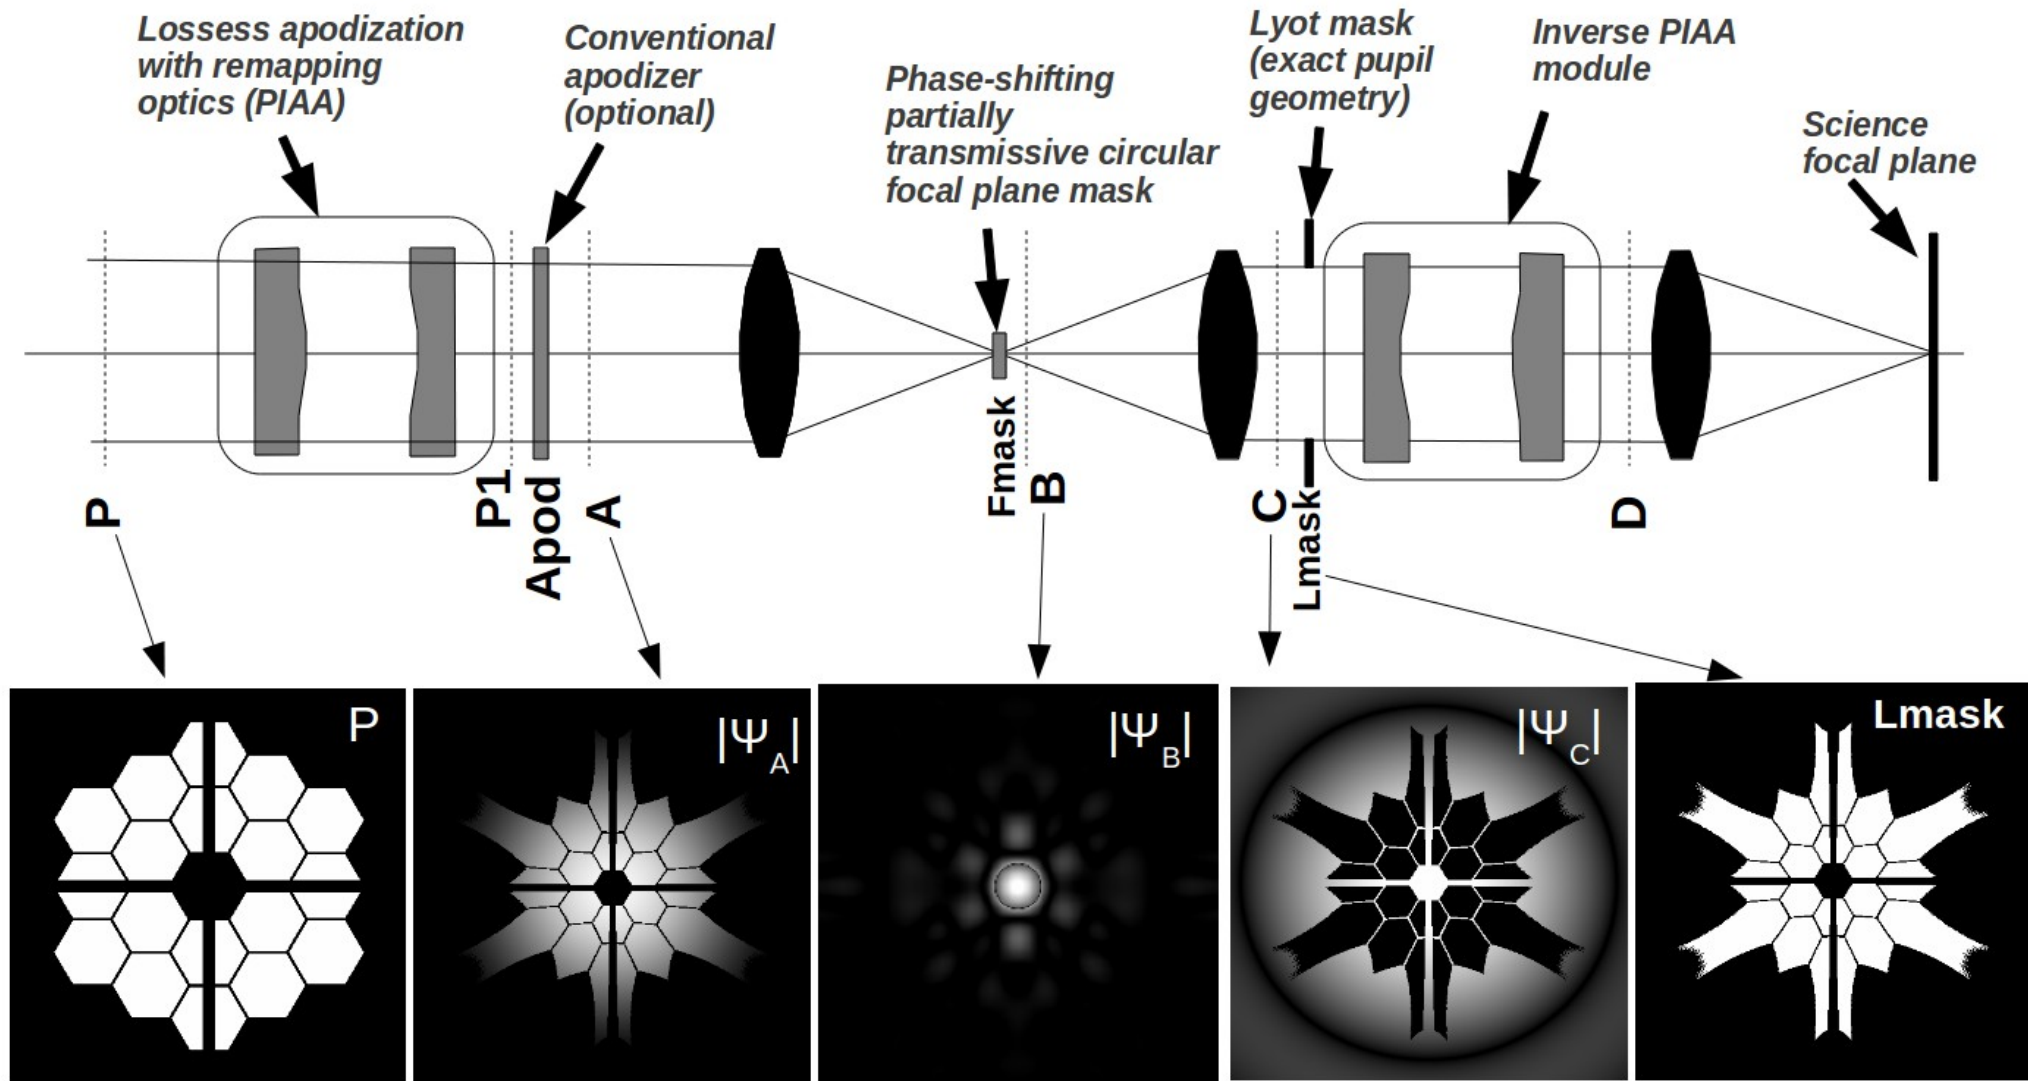 Lossess apodization
with remapping
optics (PIAA)
Conventional
apodizer
(optional)
Phase-shifting
partially
transmissive circular
focal plane mask
Lyot mask
(exact pupil
geometry)
Inverse PIAA
module
Science
focal plane
P
P1
Apod
A
Fmask
B
C
Lmask
D
P
|Ψ_A|
|Ψ_B|
|Ψ_C|
Lmask